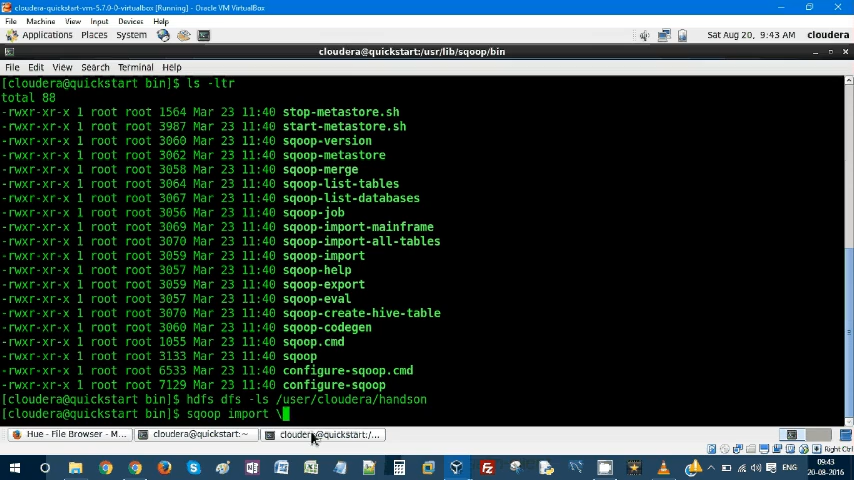 cloudera-quickstart-vm-5.7.0-0-virtualbox [Running] - Oracle VM VirtualBox
File Machine View Input Devices Help
Applications Places System Sat Aug 20, 9:43 AM cloudera
cloudera@quickstart:/usr/lib/sqoop/bin
File Edit View Search Terminal Help
[cloudera@quickstart bin]$ ls -ltr
total 88
-rwxr-xr-x 1 root root 1564 Mar 23 11:40 stop-metastore.sh
-rwxr-xr-x 1 root root 3987 Mar 23 11:40 start-metastore.sh
-rwxr-xr-x 1 root root 3060 Mar 23 11:40 sqoop-version
-rwxr-xr-x 1 root root 3062 Mar 23 11:40 sqoop-metastore
-rwxr-xr-x 1 root root 3058 Mar 23 11:40 sqoop-merge
-rwxr-xr-x 1 root root 3064 Mar 23 11:40 sqoop-list-tables
-rwxr-xr-x 1 root root 3067 Mar 23 11:40 sqoop-list-databases
-rwxr-xr-x 1 root root 3056 Mar 23 11:40 sqoop-job
-rwxr-xr-x 1 root root 3069 Mar 23 11:40 sqoop-import-mainframe
-rwxr-xr-x 1 root root 3070 Mar 23 11:40 sqoop-import-all-tables
-rwxr-xr-x 1 root root 3059 Mar 23 11:40 sqoop-import
-rwxr-xr-x 1 root root 3057 Mar 23 11:40 sqoop-help
-rwxr-xr-x 1 root root 3059 Mar 23 11:40 sqoop-export
-rwxr-xr-x 1 root root 3057 Mar 23 11:40 sqoop-eval
-rwxr-xr-x 1 root root 3070 Mar 23 11:40 sqoop-create-hive-table
-rwxr-xr-x 1 root root 3060 Mar 23 11:40 sqoop-codegen
-rwxr-xr-x 1 root root 1055 Mar 23 11:40 sqoop.cmd
-rwxr-xr-x 1 root root 3133 Mar 23 11:40 sqoop
-rwxr-xr-x 1 root root 6533 Mar 23 11:40 configure-sqoop.cmd
-rwxr-xr-x 1 root root 7129 Mar 23 11:40 configure-sqoop
[cloudera@quickstart bin]$ hdfs dfs -ls /user/cloudera/handson
[cloudera@quickstart bin]$ sqoop import \
Hue - File Browser - M... cloudera@quickstart:~ cloudera@quickstart:/...
Right Ctrl
ENG 09:43
20-08-2016